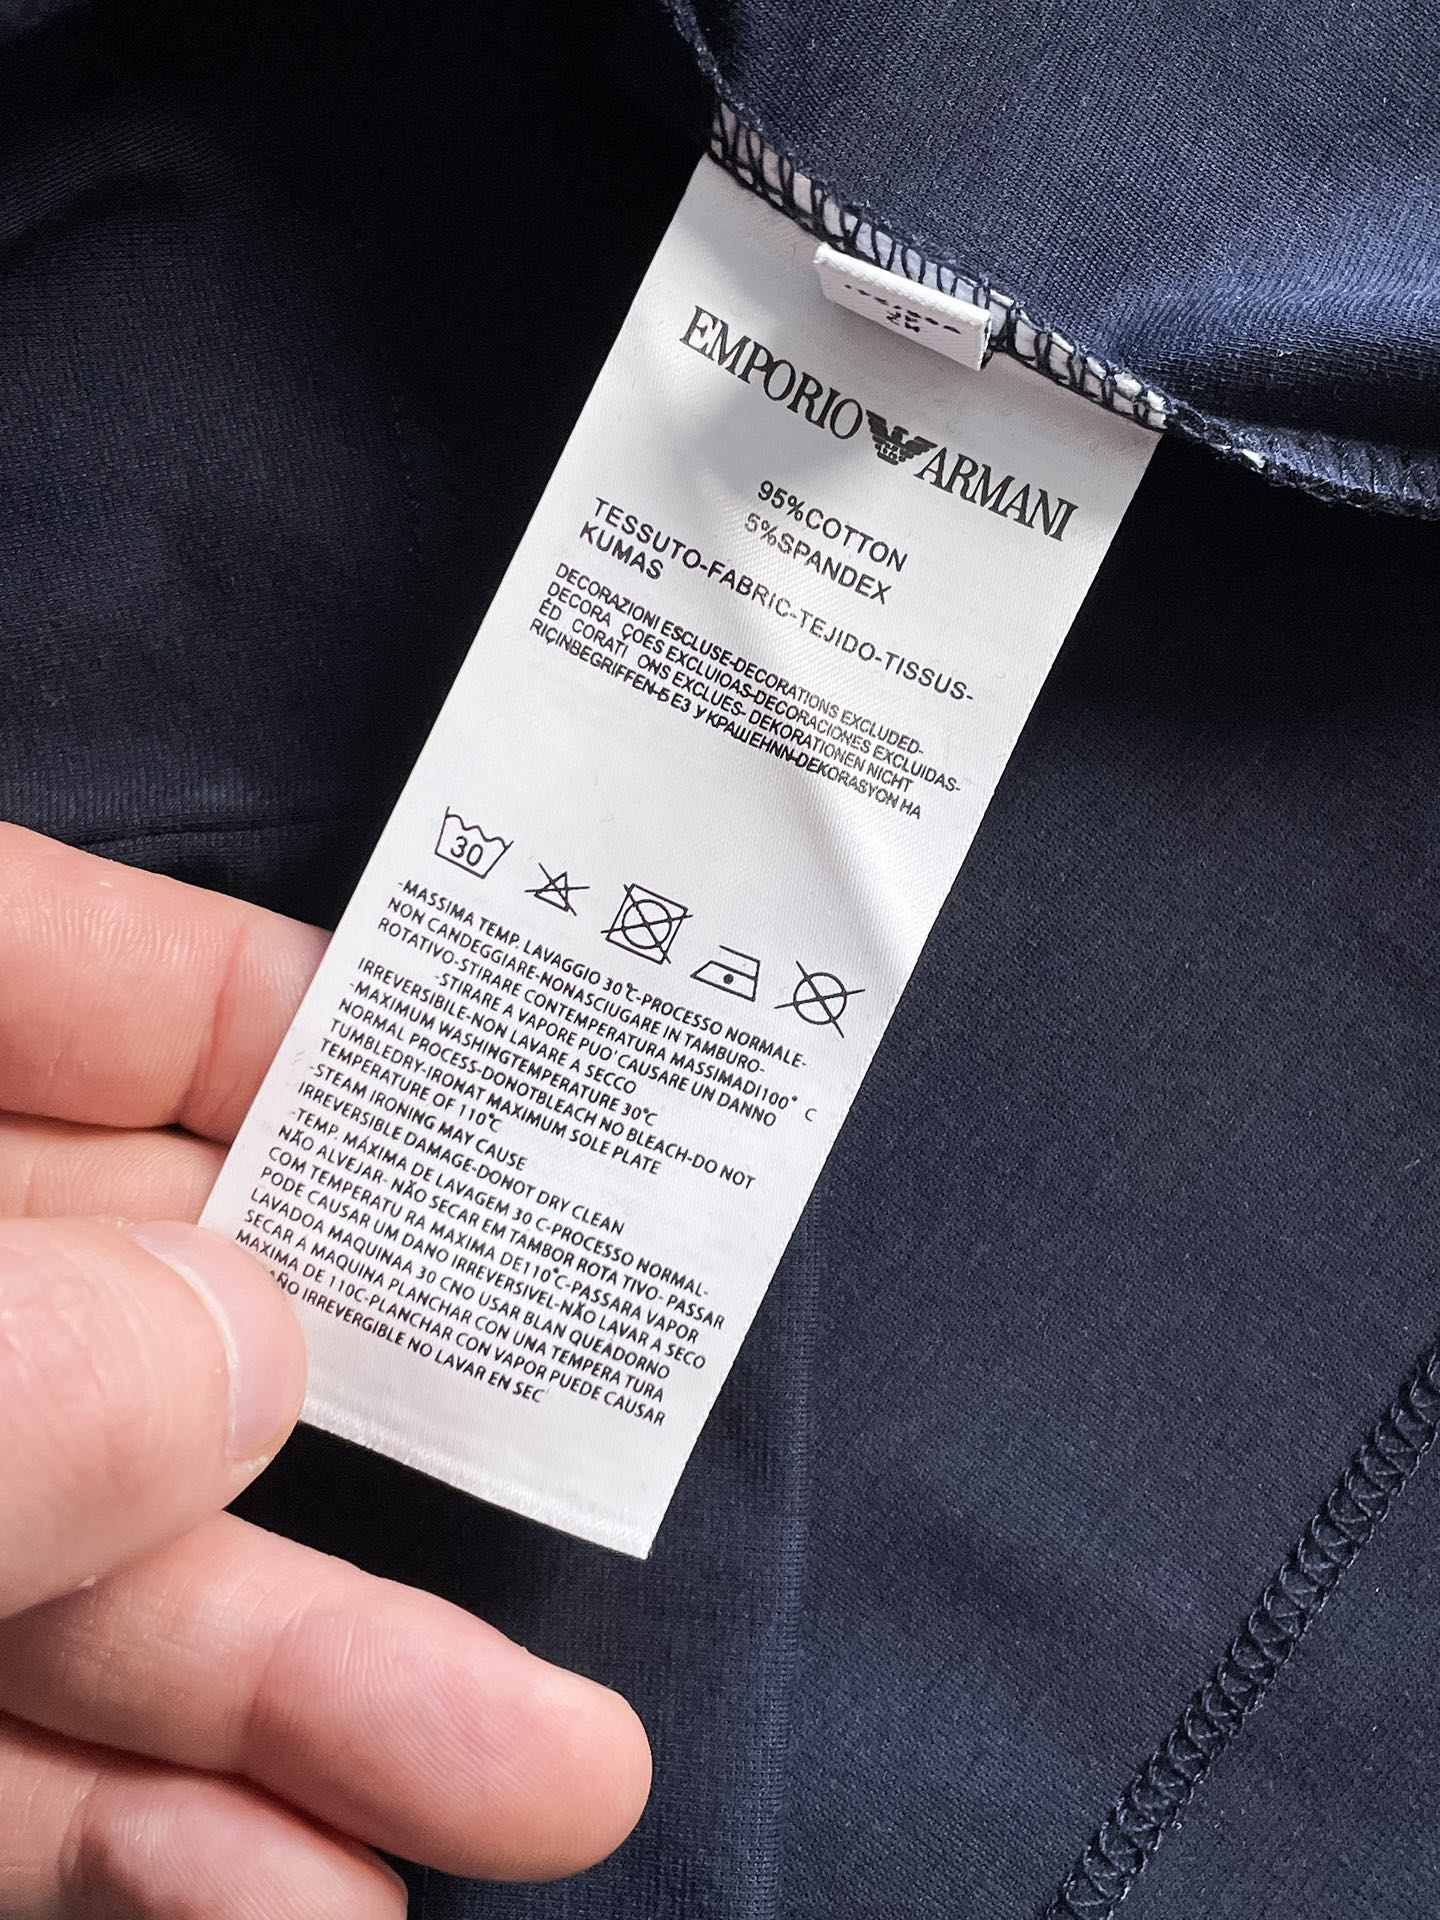 EMPORIO ARMANI
95%COTTON
5%SPANDEX
TESSUTO-FABRIC-TEJIDO-TISSUS-
KUMAS
DECORAZIONI ESCLUSE-DECORATIONS EXCLUDED-
DECORA ÇOES EXCLUIOAS-DECORACIONES EXCLUIDAS-
ÉD CORATI ONS EXCLUES- DEKORATIONEN NICHT
RIÇINBEGRIFFEN-БЕЗ УКРАШЕНNN-DEKORASYON HA
30
-MASSIMA TEMP. LAVAGGIO 30℃-PROCESSO NORMALE-
NON CANDEGGIARE-NONASCIUGARE IN TAMBURO-
ROTATIVO-STIRARE CONTEMPERATURA MASSIMADI100° C
-STIRARE A VAPORE PUO' CAUSARE UN DANNO
IRREVERSIBILE-NON LAVARE A SECCO
-MAXIMUM WASHINGTEMPERATURE 30℃
NORMAL PROCESS-DONOTBLEACH NO BLEACH-DO NOT
TUMBLEDRY-IRONAT MAXIMUM SOLE PLATE
TEMPERATURE OF 110℃
-STEAM IRONING MAY CAUSE
IRREVERSIBLE DAMAGE-DONOT DRY CLEAN
-TEMP. MÁXIMA DE LAVAGEM 30 C-PROCESSO NORMAL-
NÃO ALVEJAR- NÃO SECAR EM TAMBOR ROTA TIVO- PASSAR
COM TEMPERATU RA MAXIMA DE110℃-PASSARA VAPOR
PODE CAUSAR UM DANO IRREVERSIVEL-NÃO LAVAR A SECO
LAVADOA MAQUINAA 30 CNO USAR BLAN QUEADORNO
SECAR A MAQUINA PLANCHAR CON UNA TEMPERA TURA
MAXIMA DE 110C-PLANCHAR CON VAPOR PUEDE CAUSAR
AÑO IRREVERGIBLE NO LAVAR EN SEC